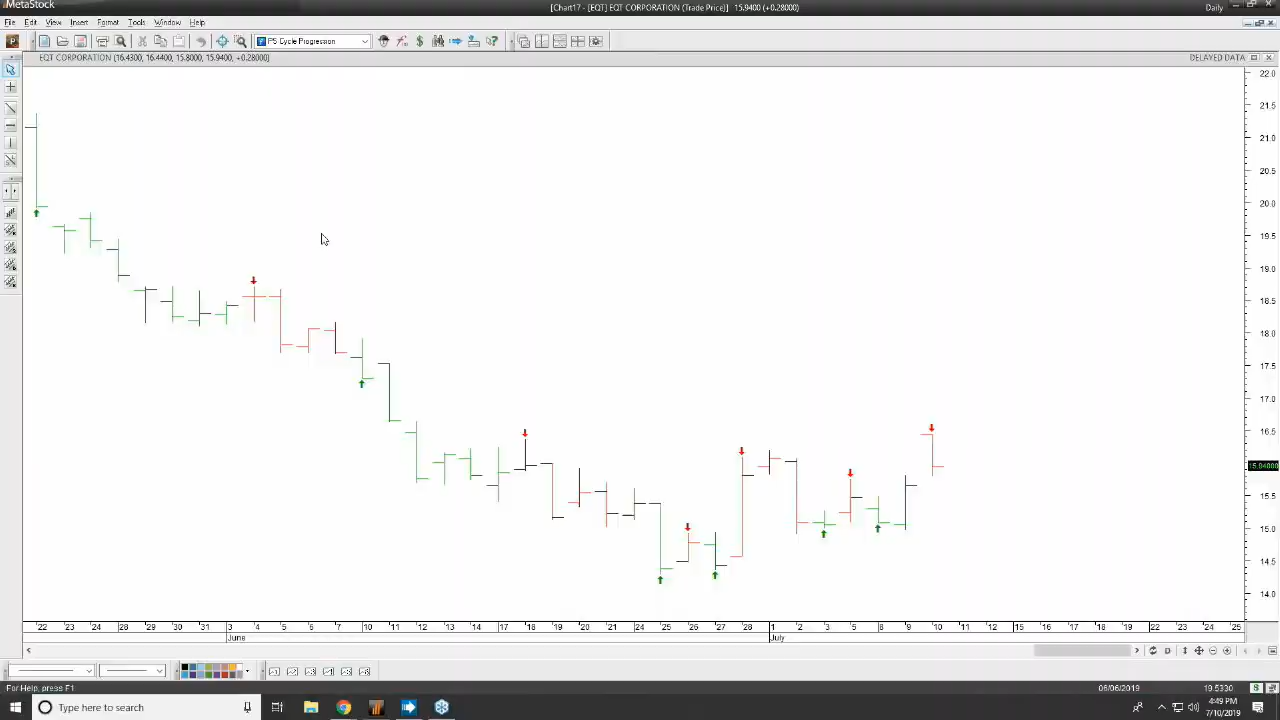 MetaStock
[Chart17 - [EQT] EQT CORPORATION (Trade Price)] 15.9400 (+0.28000)
Daily
File Edit View Insert Format Tools Window Help
P
PS Cycle Progression
EQT CORPORATION [16.4300, 16.4400, 15.8000, 15.9400, +0.28000]
DELAYED DATA
22.0
21.5
21.0
20.5
20.0
19.5
19.0
18.5
18.0
17.5
17.0
16.5
15.94000
15.5
15.0
14.5
14.0
22 23 24 28 29 30 31 3 4 5 6 7 10 11 12 13 14 17 18 19 20 21 24 25 26 27 28 1 2 3 5 8 9 10 11 12 15 16 17 18 19 22 23 24 25
June July
For Help, press F1
06/06/2019 19.5330
Type here to search
4:49 PM
7/10/2019